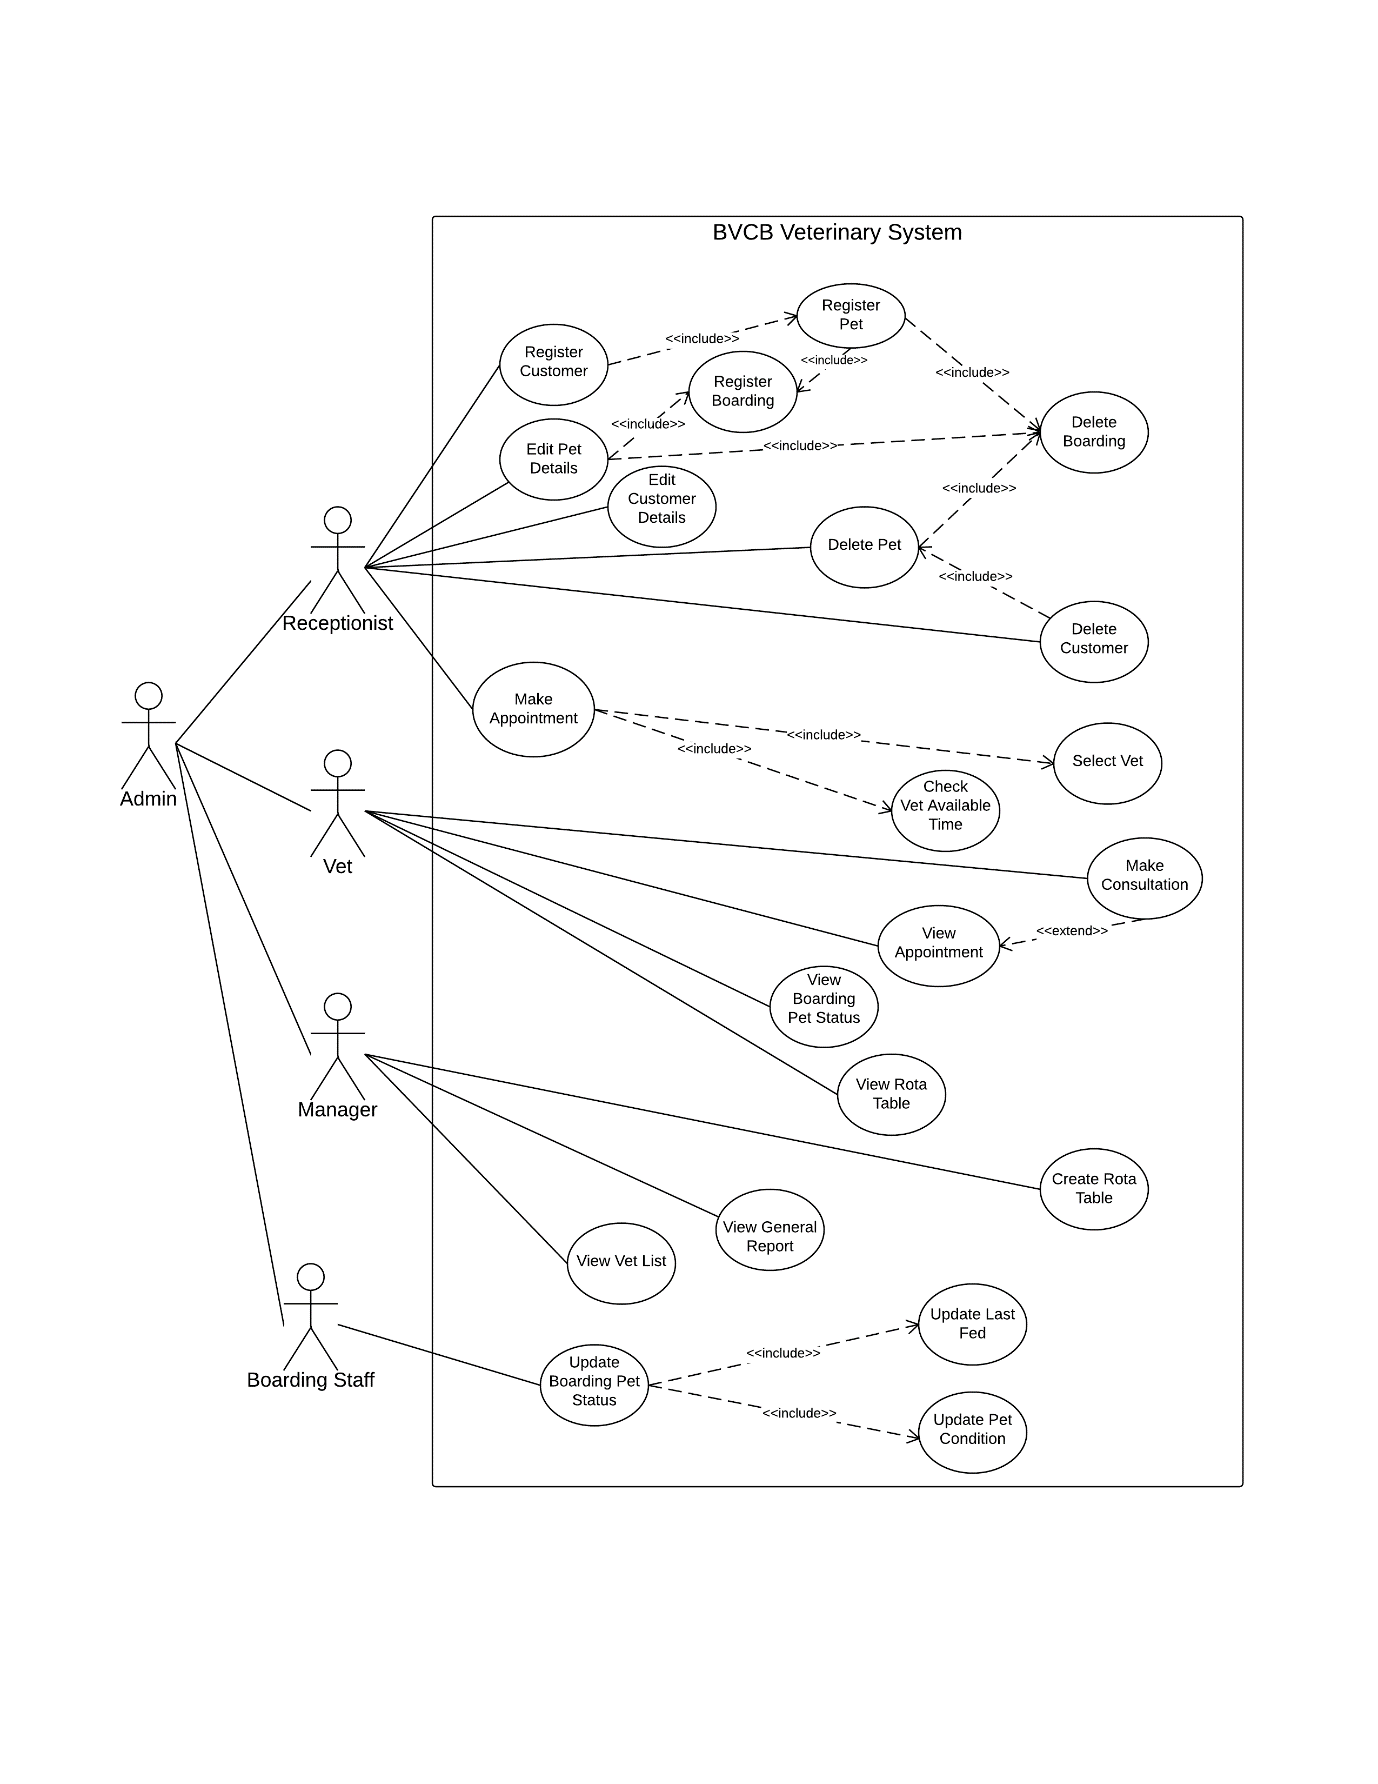 BVCB Veterinary System
Register
Pet
<<include>>
<<include>>
Register
Customer
<<include>>
Register
Boarding
<<include>>
Delete
Boarding
<<include>>
Edit Pet
Details
Edit
Customer
Details
<<include>>
Delete Pet
<<include>>
Receptionist
Delete
Customer
Make
Appointment
<<include>>
<<include>>
Select Vet
Check
Vet Available
Time
Admin
Vet
Make
Consultation
<<extend>>
View
Appointment
View
Boarding
Pet Status
View Rota
Table
Manager
Create Rota
Table
View General
Report
View Vet List
Update Last
Fed
<<include>>
Boarding Staff
Update
Boarding Pet
Status
<<include>>
Update Pet
Condition